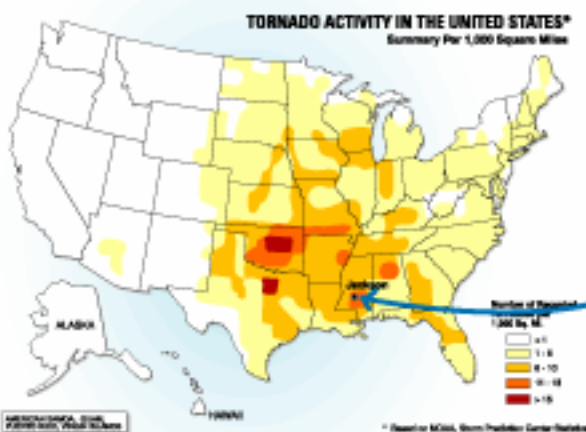 TORNADO ACTIVITY IN THE UNITED STATES*
Summary Per 1,000 Square Miles
Jackson
Number of Recorded
1,000 Sq. Mi.
ALASKA
<1
1 - 5
6 - 10
11 - 15
>15
HAWAII
* Based on NOAA, Storm Prediction Center Statistics